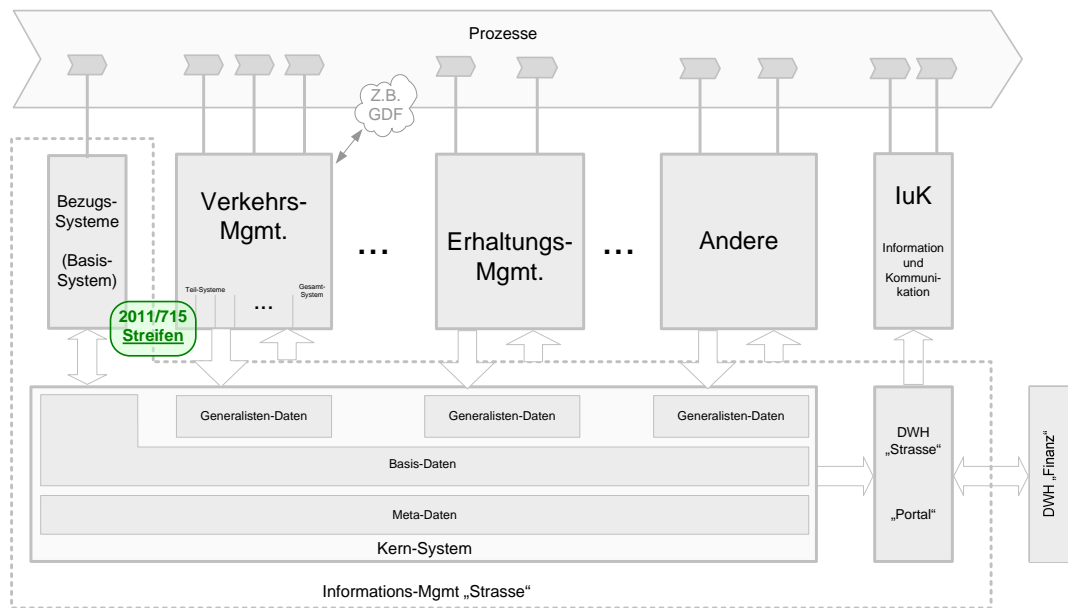 Prozesse
Z.B.
GDF
Bezugs-
Systeme
(Basis-
System)
Verkehrs-
Mgmt.
Teil-Systeme
...
Gesamt-
System
...
Erhaltungs-
Mgmt.
...
Andere
IuK
Information
und
Kommuni-
kation
2011/715
Streifen
Generalisten-Daten
Generalisten-Daten
Generalisten-Daten
Basis-Daten
Meta-Daten
Kern-System
DWH
„Strasse“
„Portal“
DWH „Finanz“
Informations-Mgmt „Strasse“